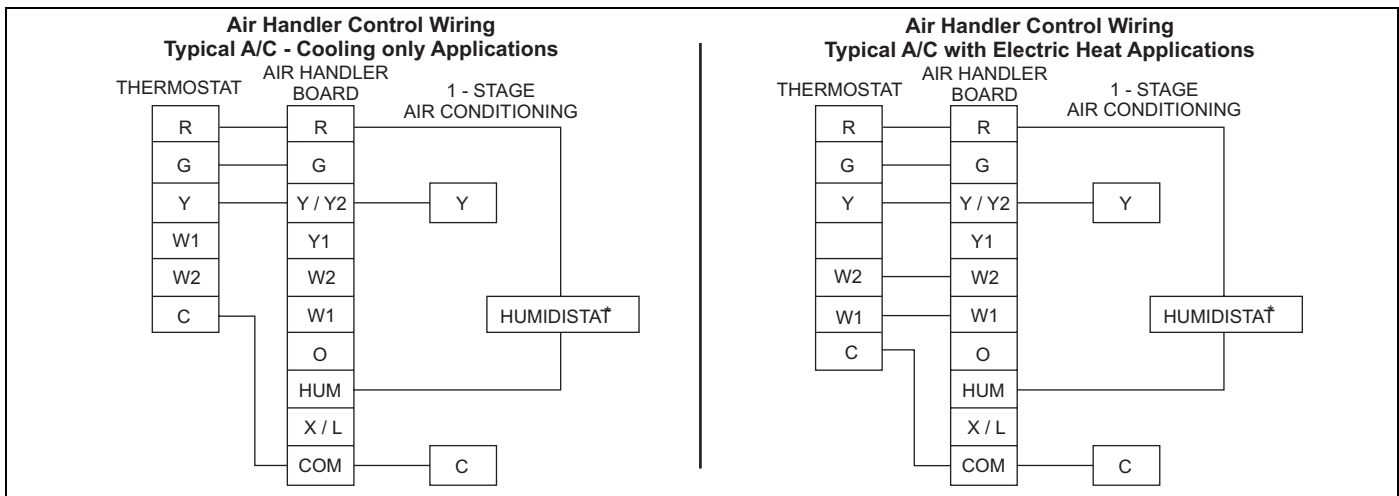 Air Handler Control Wiring
Typical A/C - Cooling only Applications
THERMOSTAT
AIR HANDLER
BOARD
1 - STAGE
AIR CONDITIONING
R
G
Y
W1
W2
C
R
G
Y / Y2
Y1
W2
W1
O
HUM
X / L
COM
Y
HUMIDISTAT*
C
Air Handler Control Wiring
Typical A/C with Electric Heat Applications
THERMOSTAT
AIR HANDLER
BOARD
1 - STAGE
AIR CONDITIONING
R
G
Y
W2
W1
C
R
G
Y / Y2
Y1
W2
W1
O
HUM
X / L
COM
Y
HUMIDISTAT*
C